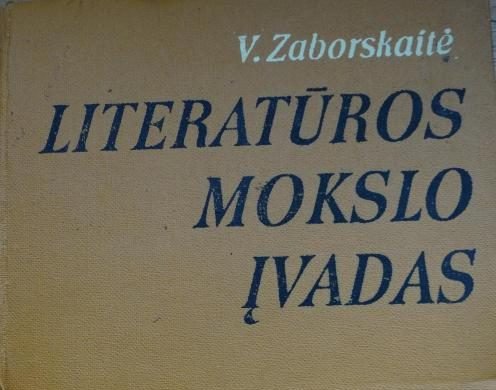 V. Zaborskaitė
LITERATŪROS
MOKSLO
ĮVADAS